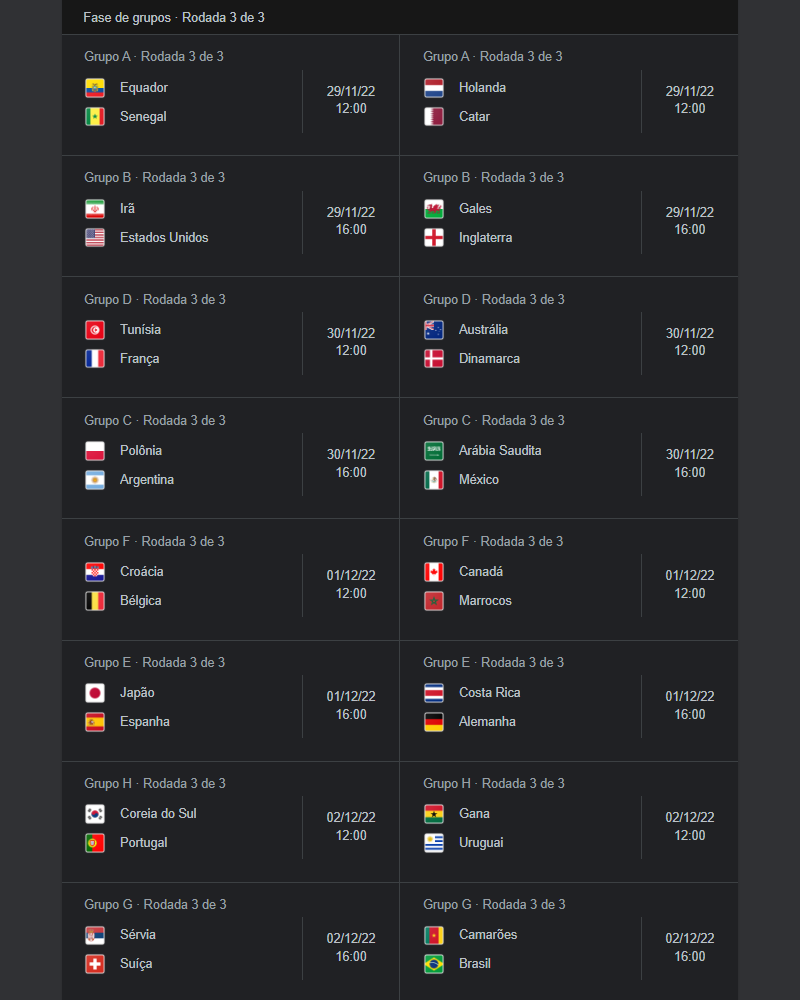 Fase de grupos · Rodada 3 de 3
Grupo A · Rodada 3 de 3
Equador
Senegal
29/11/22
12:00
Grupo A · Rodada 3 de 3
Holanda
Catar
29/11/22
12:00
Grupo B · Rodada 3 de 3
Irã
Estados Unidos
29/11/22
16:00
Grupo B · Rodada 3 de 3
Gales
Inglaterra
29/11/22
16:00
Grupo D · Rodada 3 de 3
Tunísia
França
30/11/22
12:00
Grupo D · Rodada 3 de 3
Austrália
Dinamarca
30/11/22
12:00
Grupo C · Rodada 3 de 3
Polônia
Argentina
30/11/22
16:00
Grupo C · Rodada 3 de 3
Arábia Saudita
México
30/11/22
16:00
Grupo F · Rodada 3 de 3
Croácia
Bélgica
01/12/22
12:00
Grupo F · Rodada 3 de 3
Canadá
Marrocos
01/12/22
12:00
Grupo E · Rodada 3 de 3
Japão
Espanha
01/12/22
16:00
Grupo E · Rodada 3 de 3
Costa Rica
Alemanha
01/12/22
16:00
Grupo H · Rodada 3 de 3
Coreia do Sul
Portugal
02/12/22
12:00
Grupo H · Rodada 3 de 3
Gana
Uruguai
02/12/22
12:00
Grupo G · Rodada 3 de 3
Sérvia
Suíça
02/12/22
16:00
Grupo G · Rodada 3 de 3
Camarões
Brasil
02/12/22
16:00